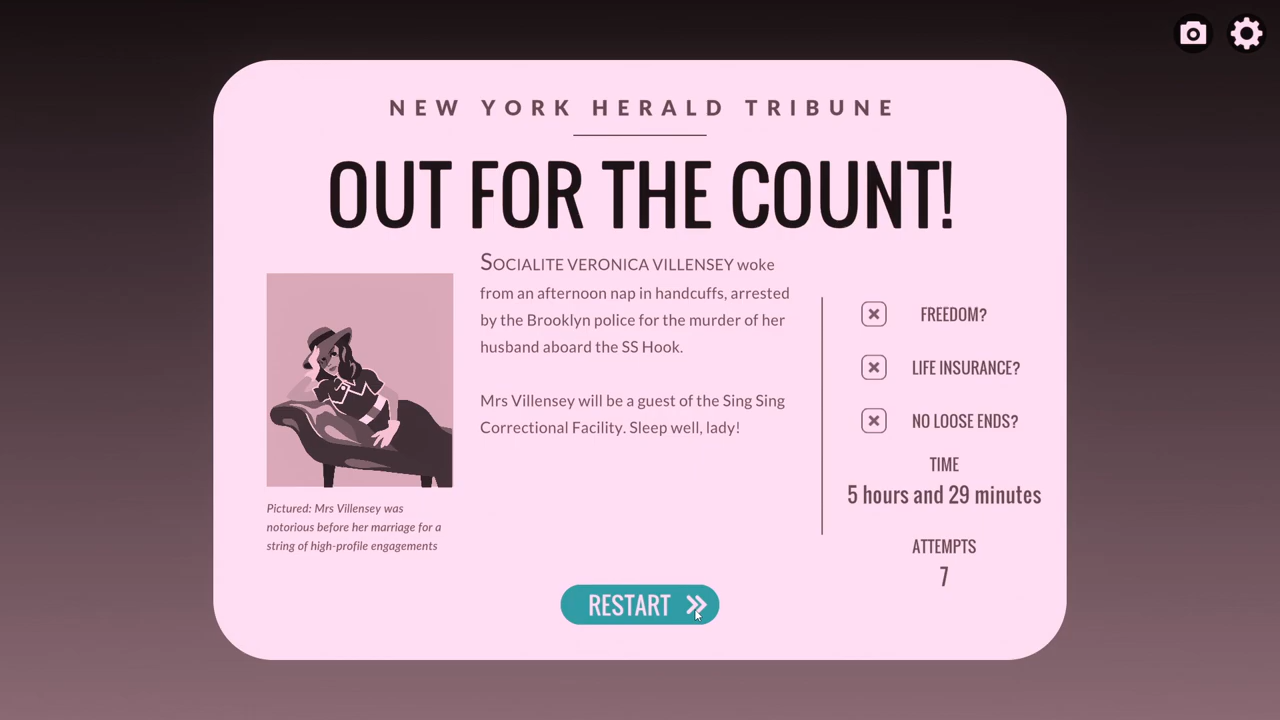 NEW YORK HERALD TRIBUNE
OUT FOR THE COUNT!
SOCIALITE VERONICA VILLENSEY woke
from an afternoon nap in handcuffs, arrested
by the Brooklyn police for the murder of her
husband aboard the SS Hook.
Mrs Villensey will be a guest of the Sing Sing
Correctional Facility. Sleep well, lady!
Pictured: Mrs Villensey was
notorious before her marriage for a
string of high-profile engagements
FREEDOM?
LIFE INSURANCE?
NO LOOSE ENDS?
TIME
5 hours and 29 minutes
ATTEMPTS
7
RESTART